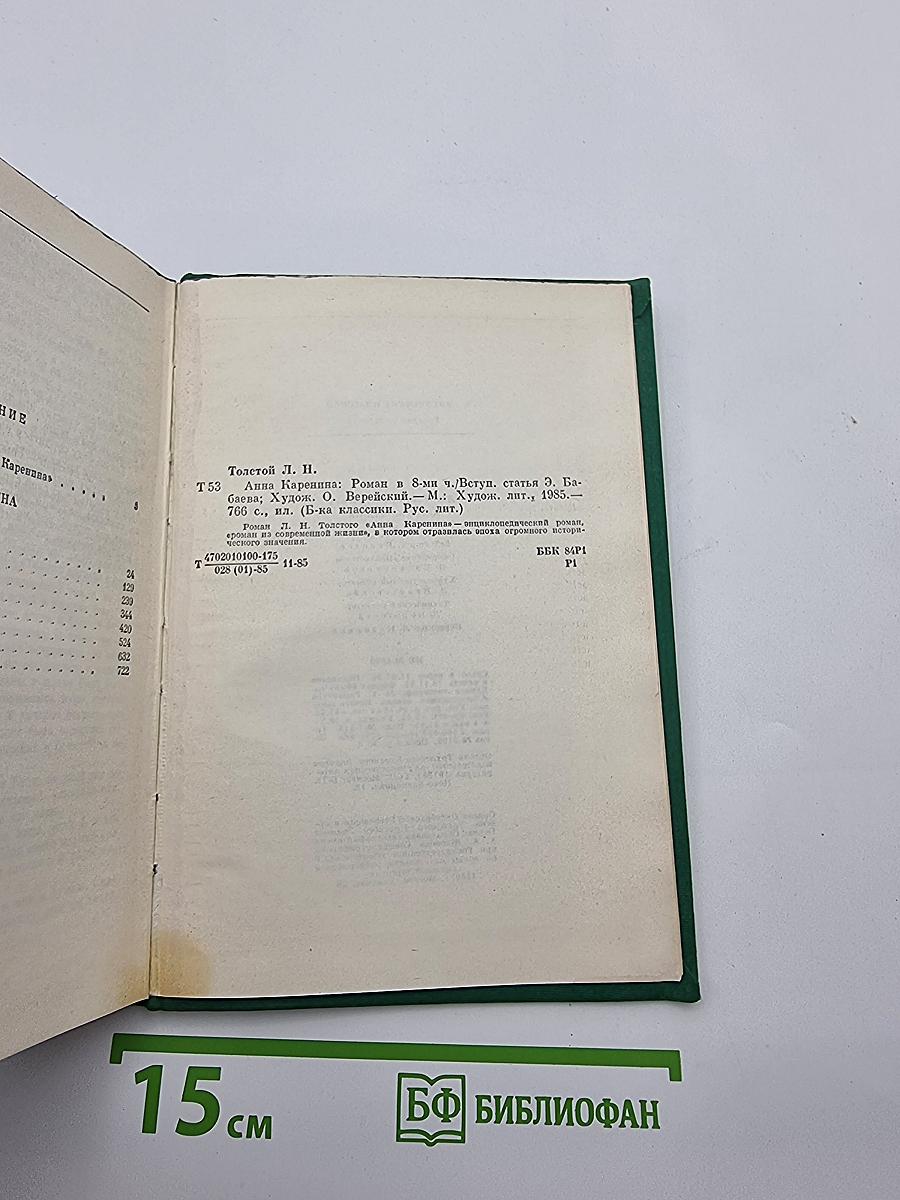 НИЕ
Каренина»
НА
3
24
129
239
344
420
524
632
722
Толстой Л. Н.
Т 53 Анна Каренина: Роман в 8-ми ч./Вступ. статья Э. Ба-
баева; Худож. О. Верейский.— М.: Худож. лит., 1985.—
766 с., ил. (Б-ка классики. Рус. лит.)
Роман Л. Н. Толстого «Анна Каренина» — энциклопедический роман,
«роман из современной жизни», в котором отразилась эпоха огромного истори-
ческого значения.
Т 4702010100-175 11-85 ББК 84Р1
028 (01)-85 Р1
15 см БФ БИБЛИОФАН